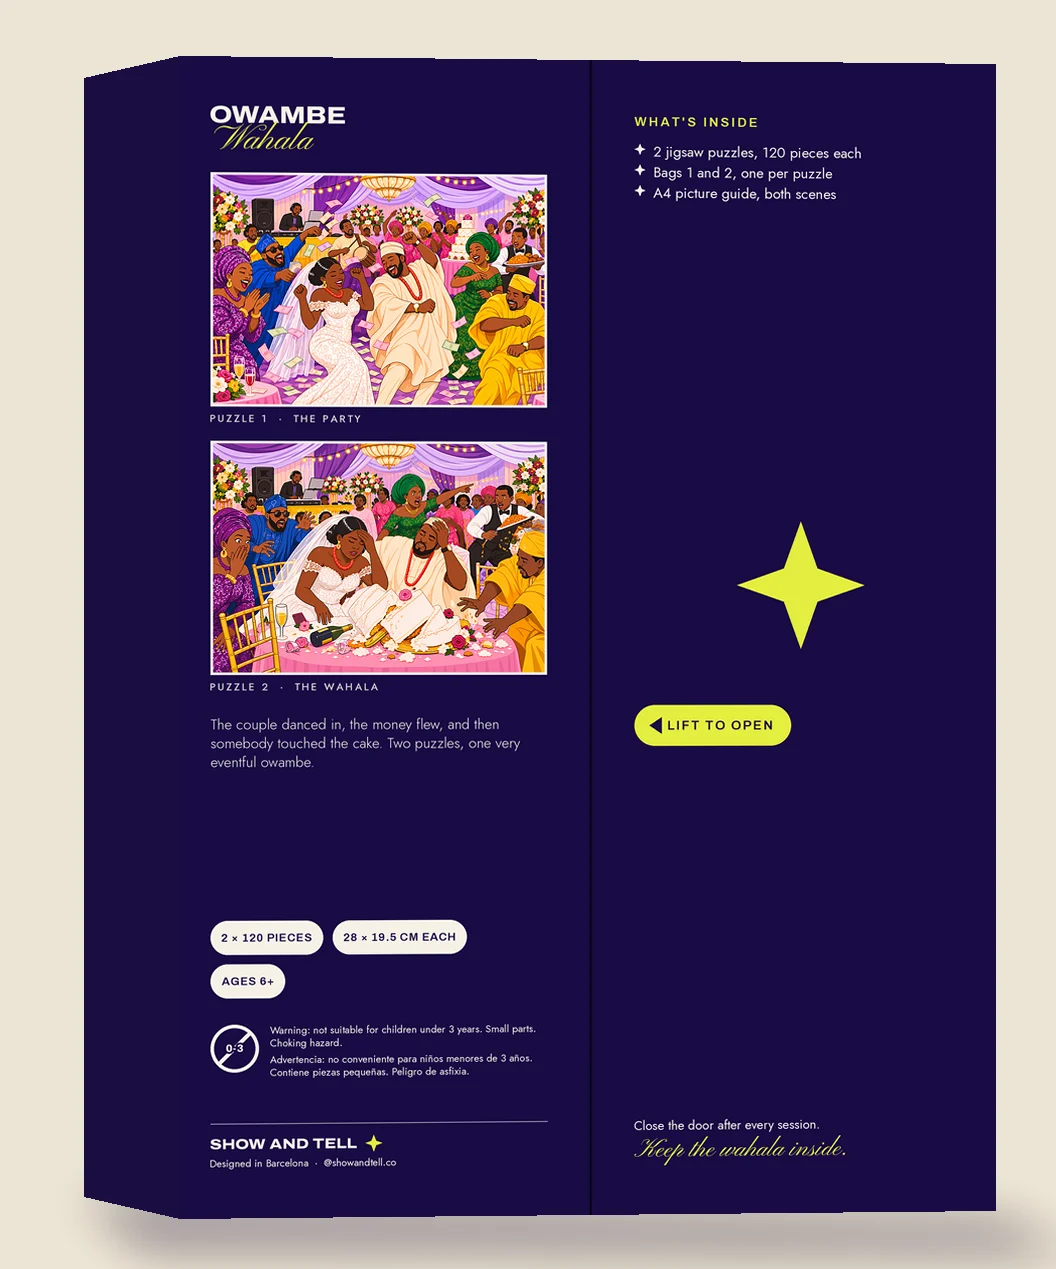 OWAMBE
Wahala
PUZZLE 1 · THE PARTY
PUZZLE 2 · THE WAHALA
The couple danced in, the money flew, and then
somebody touched the cake. Two puzzles, one very
eventful owambe.
2 × 120 PIECES
28 × 19.5 CM EACH
AGES 6+
0-3
Warning: not suitable for children under 3 years. Small parts.
Choking hazard.
Advertencia: no conveniente para niños menores de 3 años.
Contiene piezas pequeñas. Peligro de asfixia.
SHOW AND TELL
Designed in Barcelona · @showandtell.co
WHAT'S INSIDE
2 jigsaw puzzles, 120 pieces each
Bags 1 and 2, one per puzzle
A4 picture guide, both scenes
LIFT TO OPEN
Close the door after every session.
Keep the wahala inside.